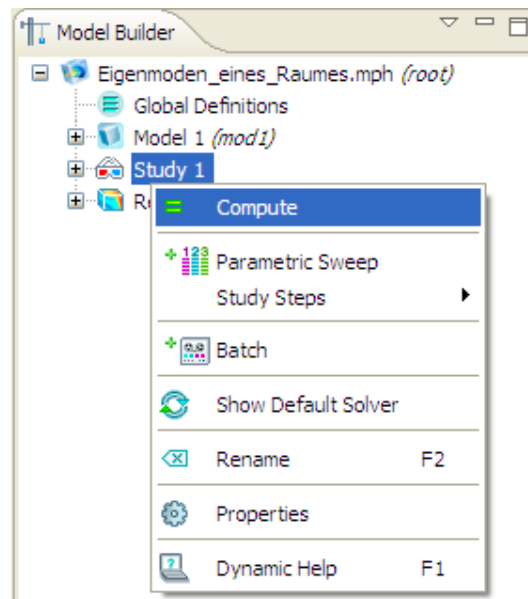 Model Builder
Eigenmoden_eines_Raumes.mph (root)
Global Definitions
Model 1 (mod1)
Study 1
Compute
123
Parametric Sweep
Study Steps
Batch
Show Default Solver
Rename F2
Properties
Dynamic Help F1